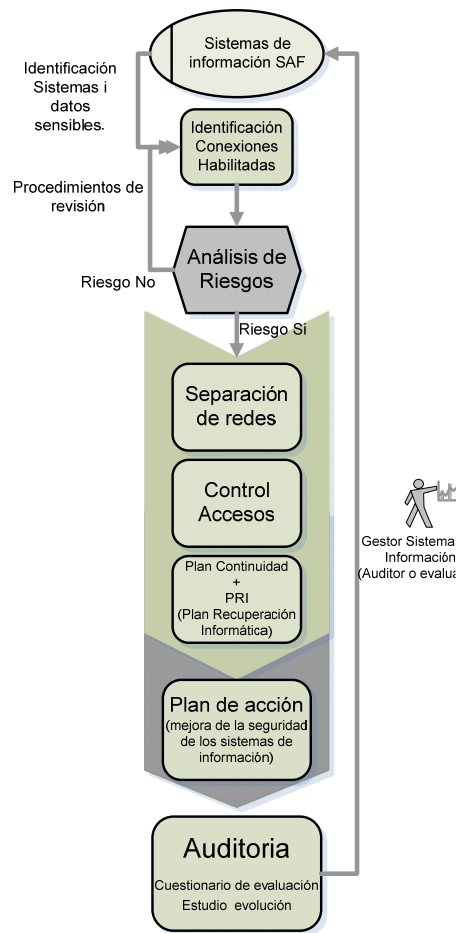 Sistemas de
información SAF
Identificación
Sistemas i
datos
sensibles.
Identificación
Conexiones
Habilitadas
Procedimientos de
revisión
Análisis de
Riesgos
Riesgo No
Riesgo Si
Separación
de redes
Control
Accesos
Plan Continuidad
+
PRI
(Plan Recuperación
Informática)
Gestor Sistema
Información
(Auditor o evalua
Plan de acción
(mejora de la seguridad
de los sistemas de
información)
Auditoria
Cuestionario de evaluación
Estudio evolución